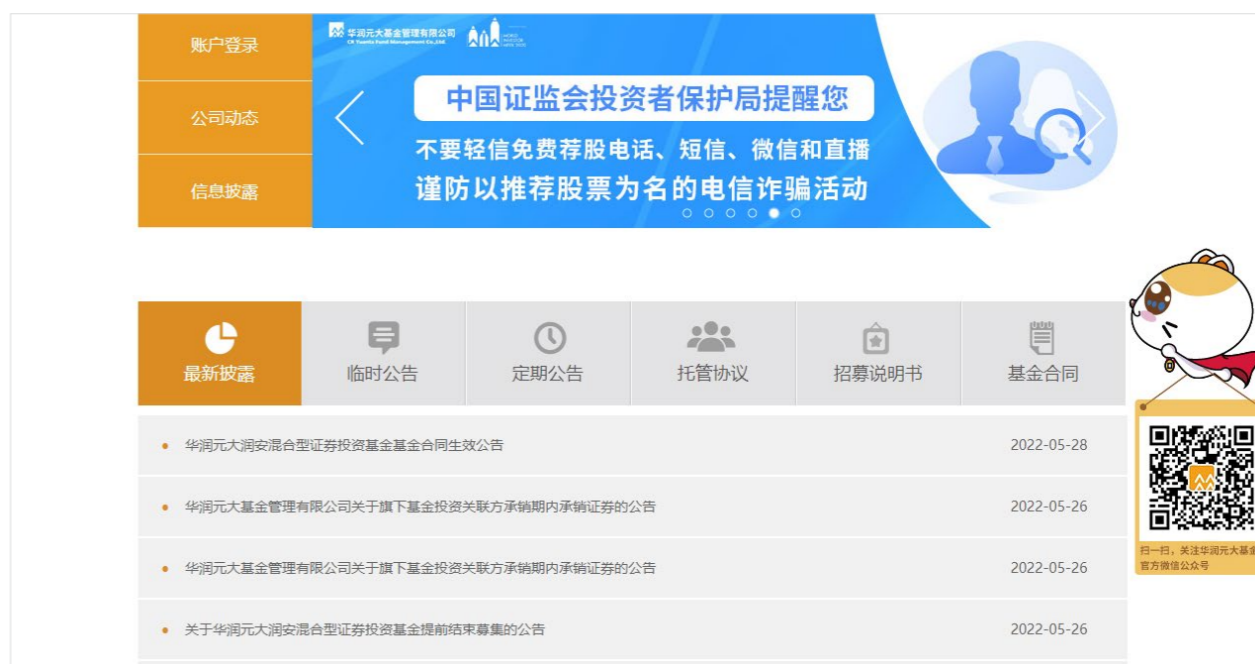 账户登录
公司动态
信息披露
华润元大基金管理有限公司
CR Yuanta Fund Management Co.,Ltd.
中国证监会投资者保护局提醒您
不要轻信免费荐股电话、短信、微信和直播
谨防以推荐股票为名的电信诈骗活动
最新披露
临时公告
定期公告
托管协议
招募说明书
基金合同
华润元大润安混合型证券投资基金基金合同生效公告 2022-05-28
华润元大基金管理有限公司关于旗下基金投资关联方承销期内承销证券的公告 2022-05-26
华润元大基金管理有限公司关于旗下基金投资关联方承销期内承销证券的公告 2022-05-26
关于华润元大润安混合型证券投资基金提前结束募集的公告 2022-05-26
扫一扫，关注华润元大基金
官方微信公众号